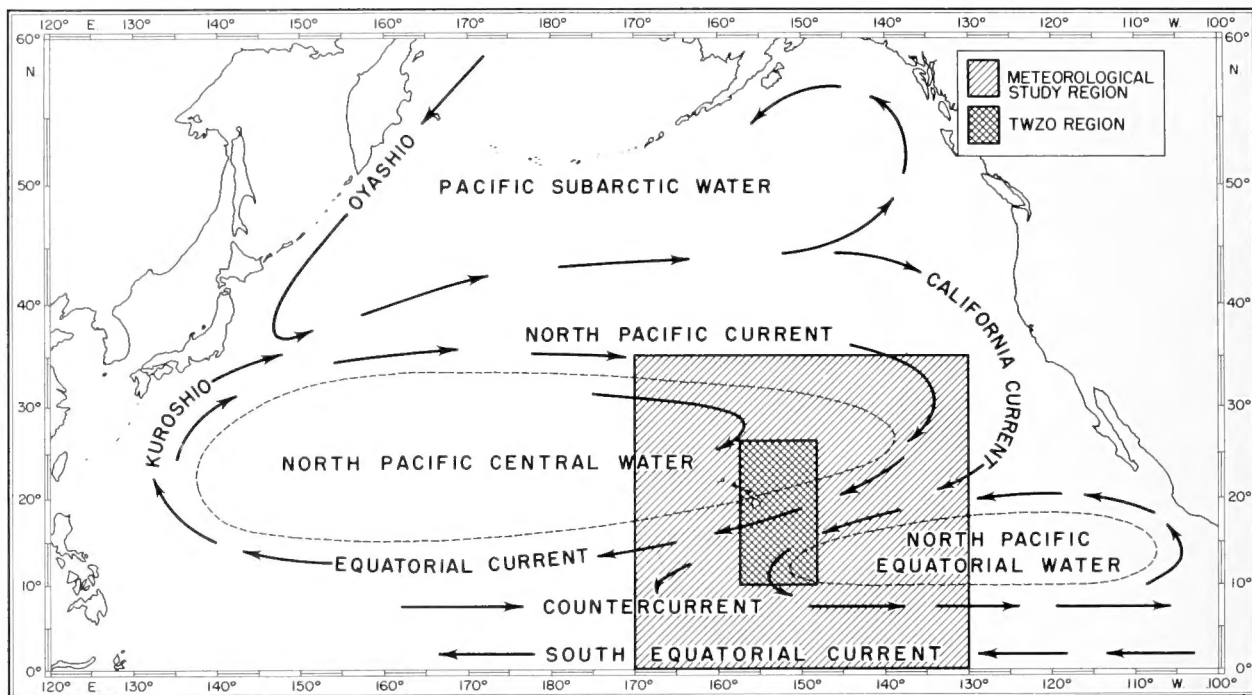 120° E. 130° 140° 150° 160° 170° 180° 170° 160° 150° 140° 130° 120° 110° W. 100°
60° 60°
N. N.
METEOROLOGICAL
STUDY REGION
TWZO REGION
OYASHIO
PACIFIC SUBARCTIC WATER
50° 50°
40° 40°
CALIFORNIA CURRENT
NORTH PACIFIC CURRENT
KUROSHIO
30° 30°
NORTH PACIFIC CENTRAL WATER
20° 20°
EQUATORIAL CURRENT
NORTH PACIFIC
EQUATORIAL WATER
10° 10°
COUNTERCURRENT
SOUTH EQUATORIAL CURRENT
0° 0°
120° E. 130° 140° 150° 160° 170° 180° 170° 160° 150° 140° 130° 120° 110° W. 100°